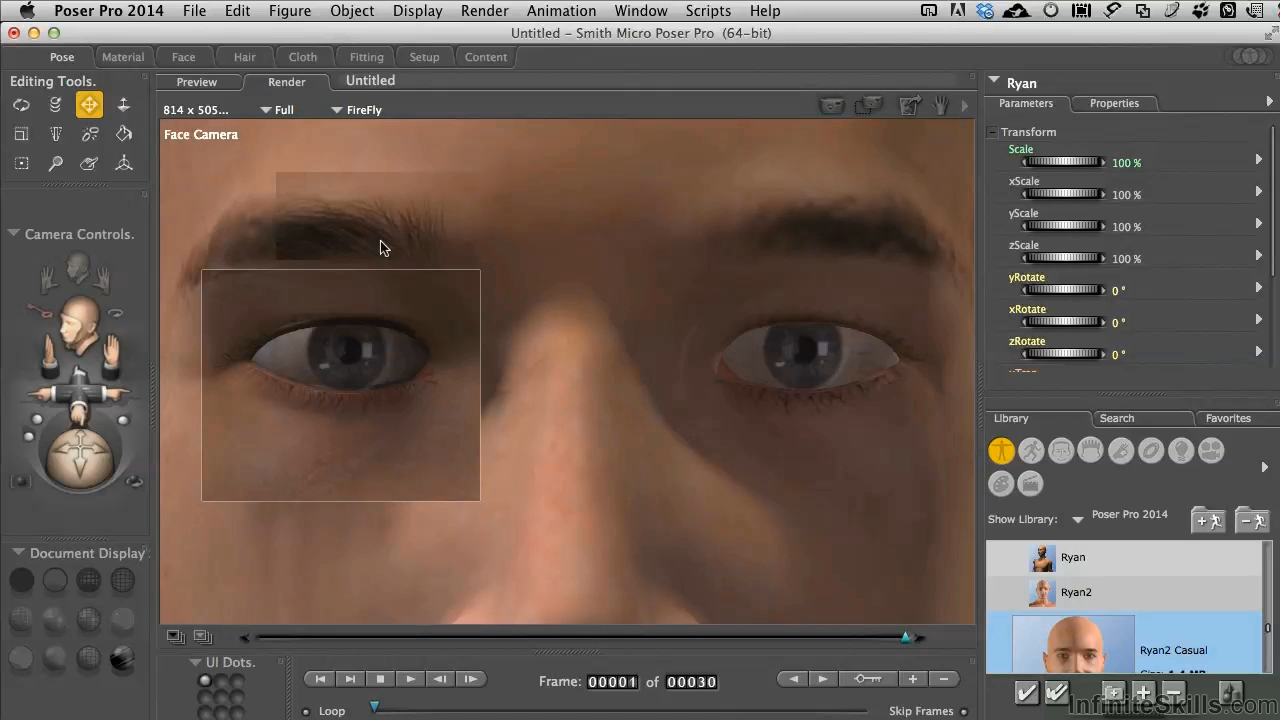 Poser Pro 2014 File Edit Figure Object Display Render Animation Window Scripts Help
Untitled – Smith Micro Poser Pro (64-bit)
Pose Material Face Hair Cloth Fitting Setup Content
Editing Tools.
Preview Render Untitled
814 x 505... Full FireFly
Face Camera
Camera Controls.
Document Display
UI Dots.
Frame: 00001 of 00030
Loop
Skip Frames
Ryan
Parameters Properties
Transform
Scale
100 %
xScale
100 %
yScale
100 %
zScale
100 %
yRotate
0 °
xRotate
0 °
zRotate
0 °
Library Search Favorites
Show Library: Poser Pro 2014
Ryan
Ryan2
Ryan2 Casual
InfiniteSkills.com